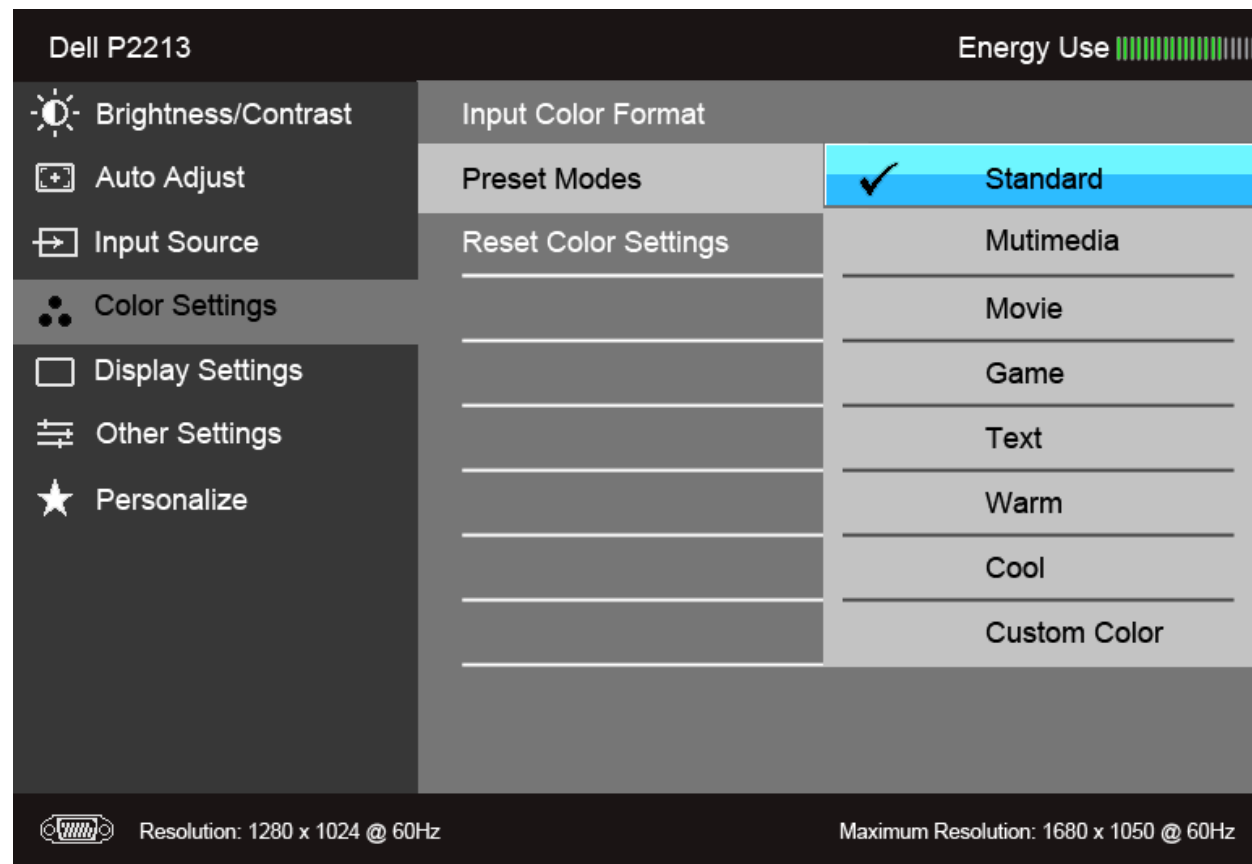 Dell P2213
Energy Use
Brightness/Contrast
Auto Adjust
Input Source
Color Settings
Display Settings
Other Settings
Personalize
Input Color Format
Preset Modes
Reset Color Settings
Standard
Mutimedia
Movie
Game
Text
Warm
Cool
Custom Color
Resolution: 1280 x 1024 @ 60Hz
Maximum Resolution: 1680 x 1050 @ 60Hz